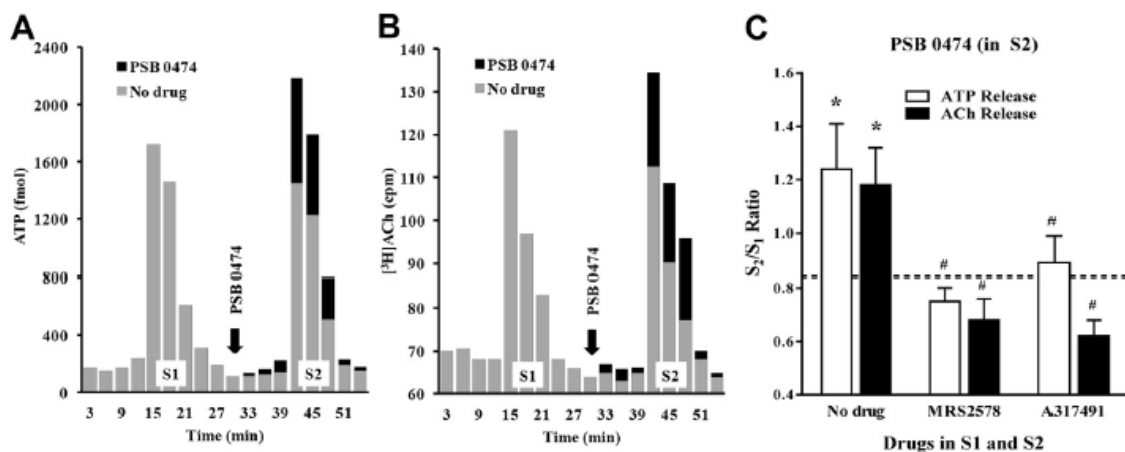 A
2400
2000
1600
1200
800
400
0
ATP (fmol)
PSB 0474
No drug
PSB 0474
S1
S2
3 9 15 21 27 33 39 45 51
Time (min)
B
140
130
120
110
100
90
80
70
60
[³H]ACh (cpm)
PSB 0474
No drug
PSB 0474
S1
S2
3 9 15 21 27 33 39 45 51
Time (min)
C
PSB 0474 (in S2)
1.6
1.4
1.2
1.0
0.8
0.6
0.4
S₂/S₁ Ratio
ATP Release
ACh Release
* *
# #
# #
No drug MRS2578 A317491
Drugs in S1 and S2